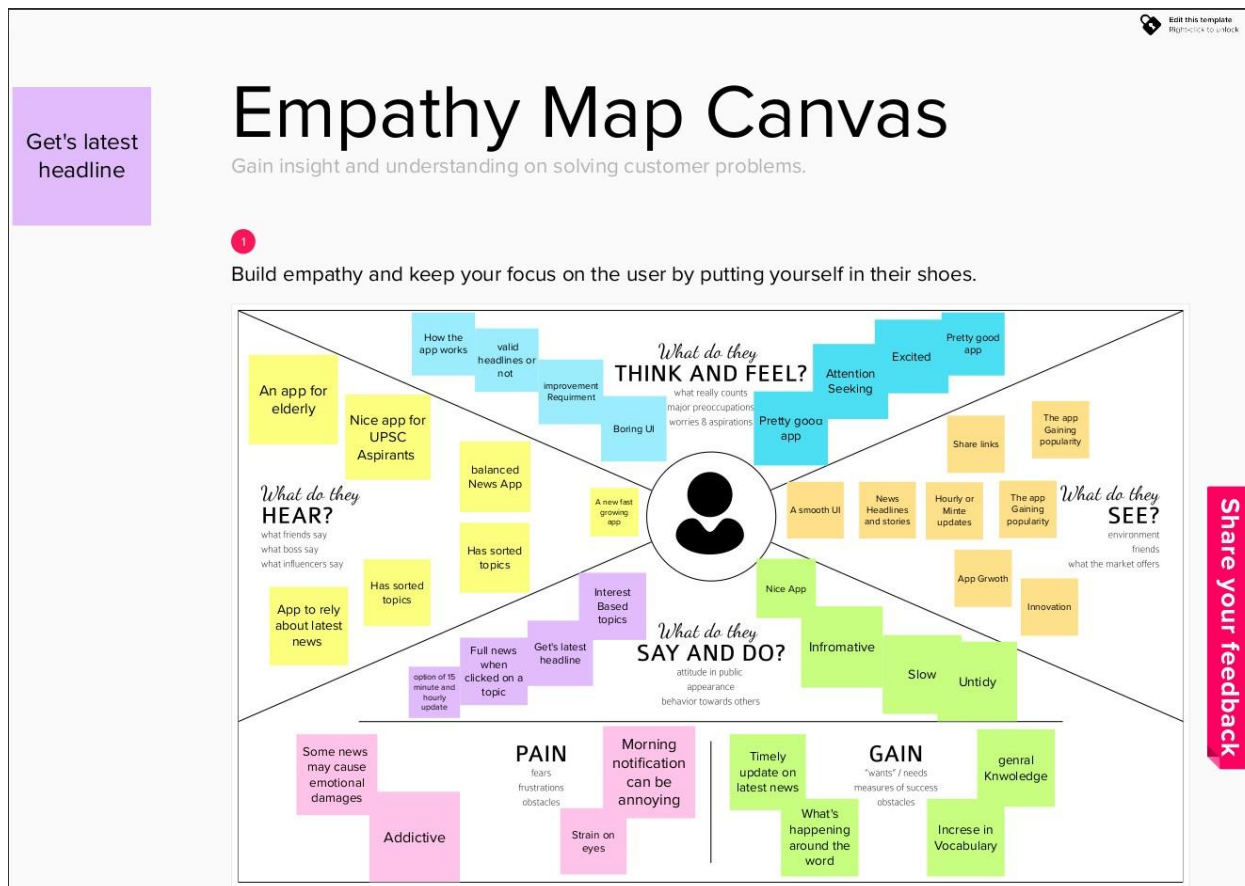 Edit this template
Right-click to unlock
Get's latest
headline
Empathy Map Canvas
Gain insight and understanding on solving customer problems.
1
Build empathy and keep your focus on the user by putting yourself in their shoes.
How the
app works
valid
headlines or
not
improvement
Requirment
Boring UI
What do they
THINK AND FEEL?
what really counts
major preoccupations
worries & aspirations
Pretty good
app
Attention
Seeking
Excited
Pretty good
app
An app for
elderly
Nice app for
UPSC
Aspirants
balanced
News App
A new fast
growing
app
What do they
HEAR?
what friends say
what boss say
what influencers say
Has sorted
topics
Has sorted
topics
App to rely
about latest
news
Share links
The app
Gaining
popularity
A smooth UI
News
Headlines
and stories
Hourly or
Minte
updates
The app
Gaining
popularity
What do they
SEE?
environment
friends
what the market offers
App Grwoth
Innovation
Interest
Based
topics
Get's latest
headline
Full news
when
clicked on a
topic
option of 15
minute and
hourly
update
What do they
SAY AND DO?
attitude in public
appearance
behavior towards others
Nice App
Infromative
Slow
Untidy
Some news
may cause
emotional
damages
Addictive
PAIN
fears
frustrations
obstacles
Morning
notification
can be
annoying
Strain on
eyes
Timely
update on
latest news
What's
happening
around the
word
GAIN
"wants" / needs
measures of success
obstacles
genral
Knwoledge
Increse in
Vocabulary
Share your feedback